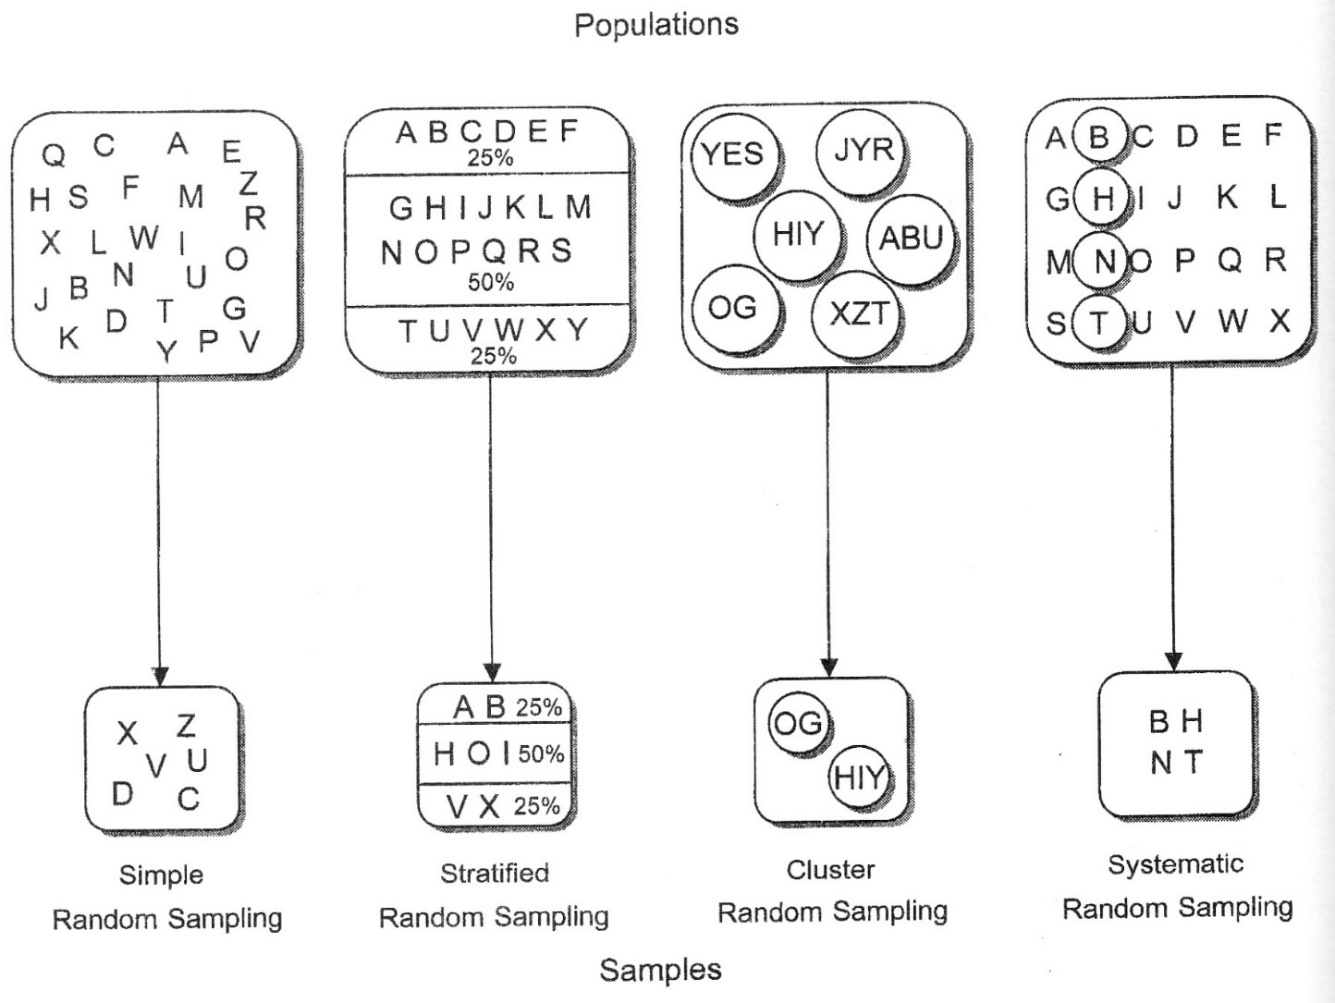 Populations
Q C A E
H S F M Z
R
X L W I
J B N U O
K D T G
Y P V
A B C D E F
25%
G H I J K L M
N O P Q R S
50%
T U V W X Y
25%
YES JYR
HIY ABU
OG XZT
A B C D E F
G H I J K L
M N O P Q R
S T U V W X
X Z
V U
D C
A B 25%
H O I 50%
V X 25%
OG
HIY
B H
N T
Simple
Random Sampling
Stratified
Random Sampling
Cluster
Random Sampling
Systematic
Random Sampling
Samples